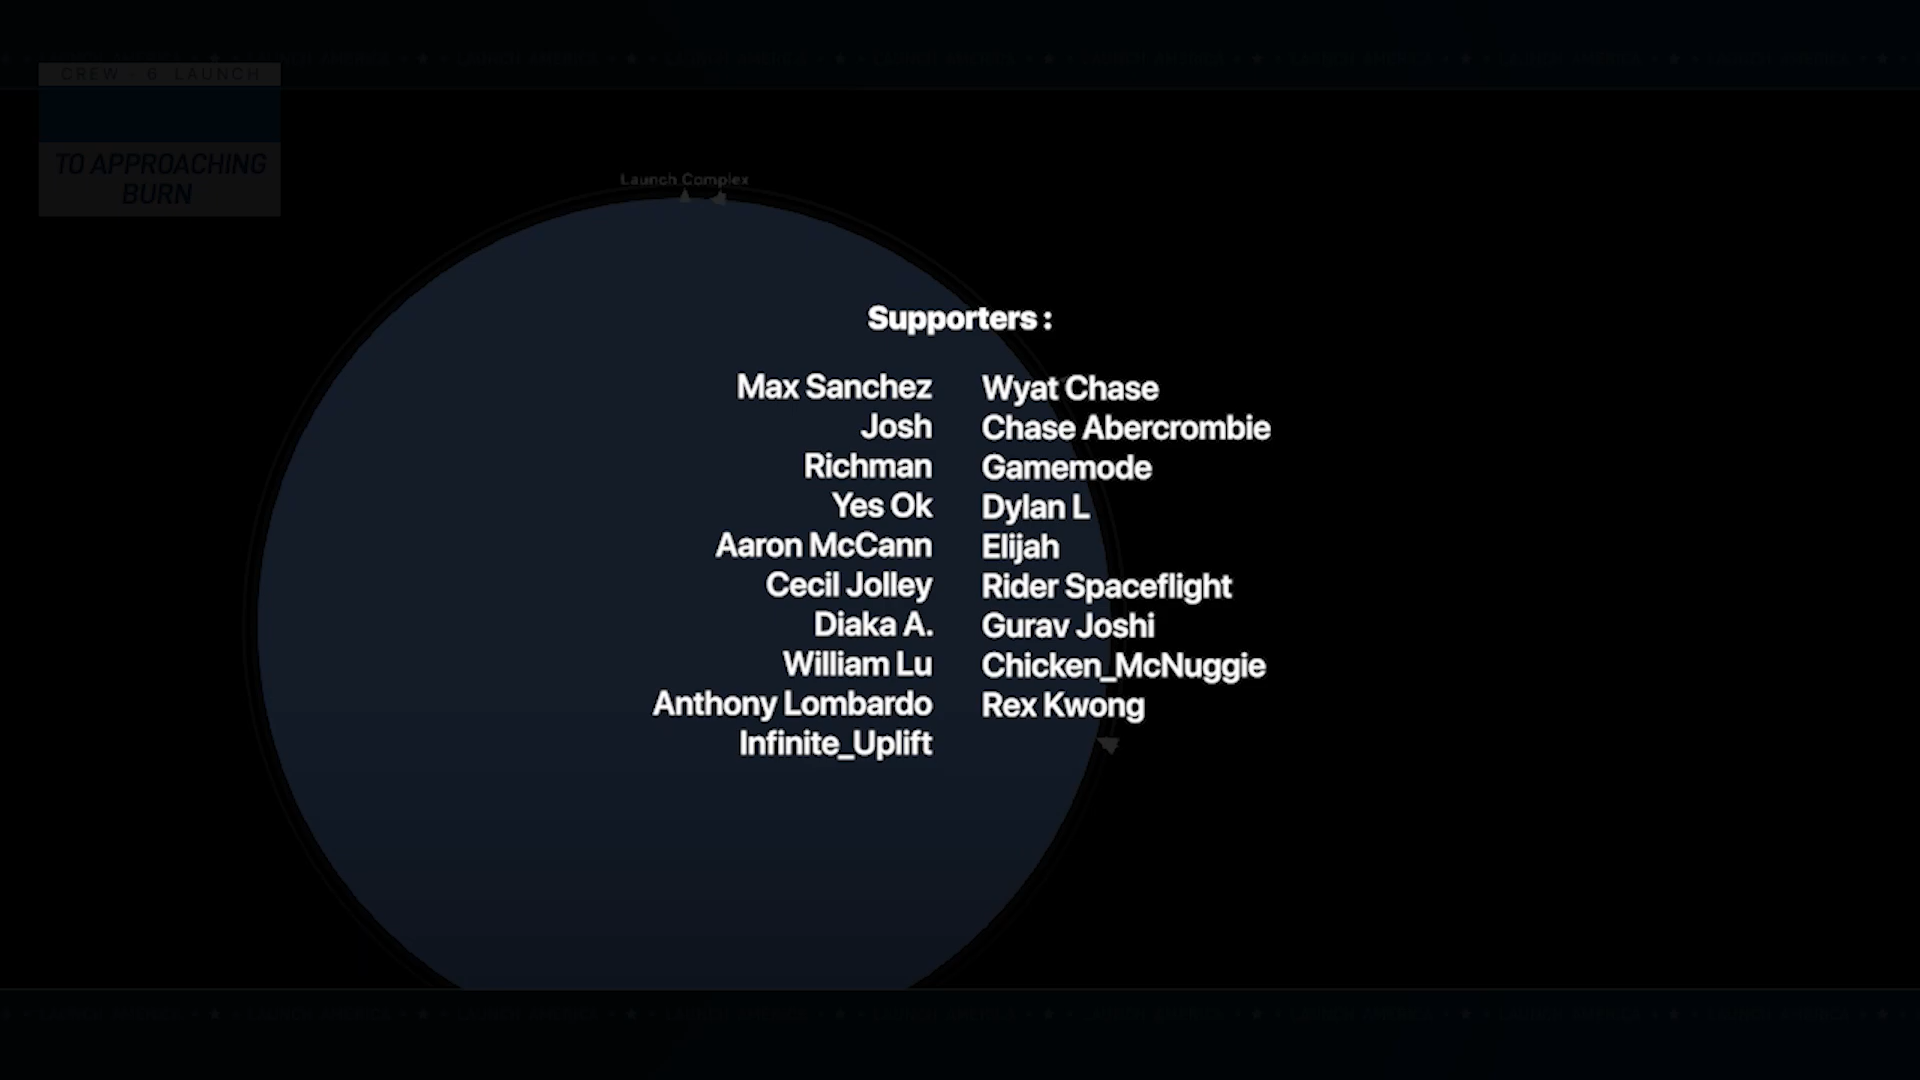 CREW - 6 LAUNCH
TO APPROACHING
BURN
Launch Complex
Supporters :
Max Sanchez
Josh
Richman
Yes Ok
Aaron McCann
Cecil Jolley
Diaka A.
William Lu
Anthony Lombardo
Infinite_Uplift
Wyat Chase
Chase Abercrombie
Gamemode
Dylan L
Elijah
Rider Spaceflight
Gurav Joshi
Chicken_McNuggie
Rex Kwong